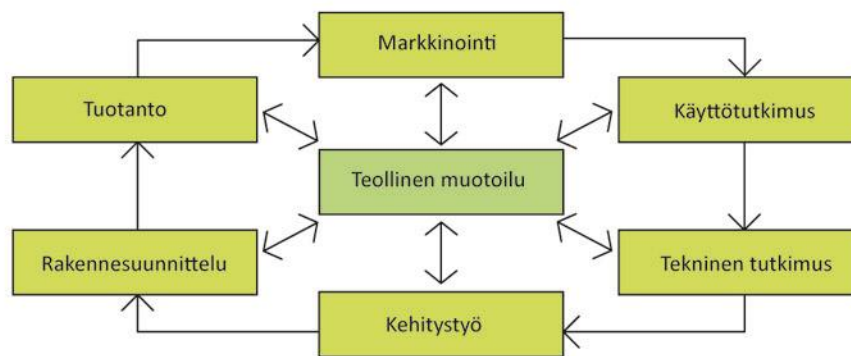 Markkinointi
Tuotanto
Käyttötutkimus
Teollinen muotoilu
Rakennesuunnittelu
Tekninen tutkimus
Kehitystyö